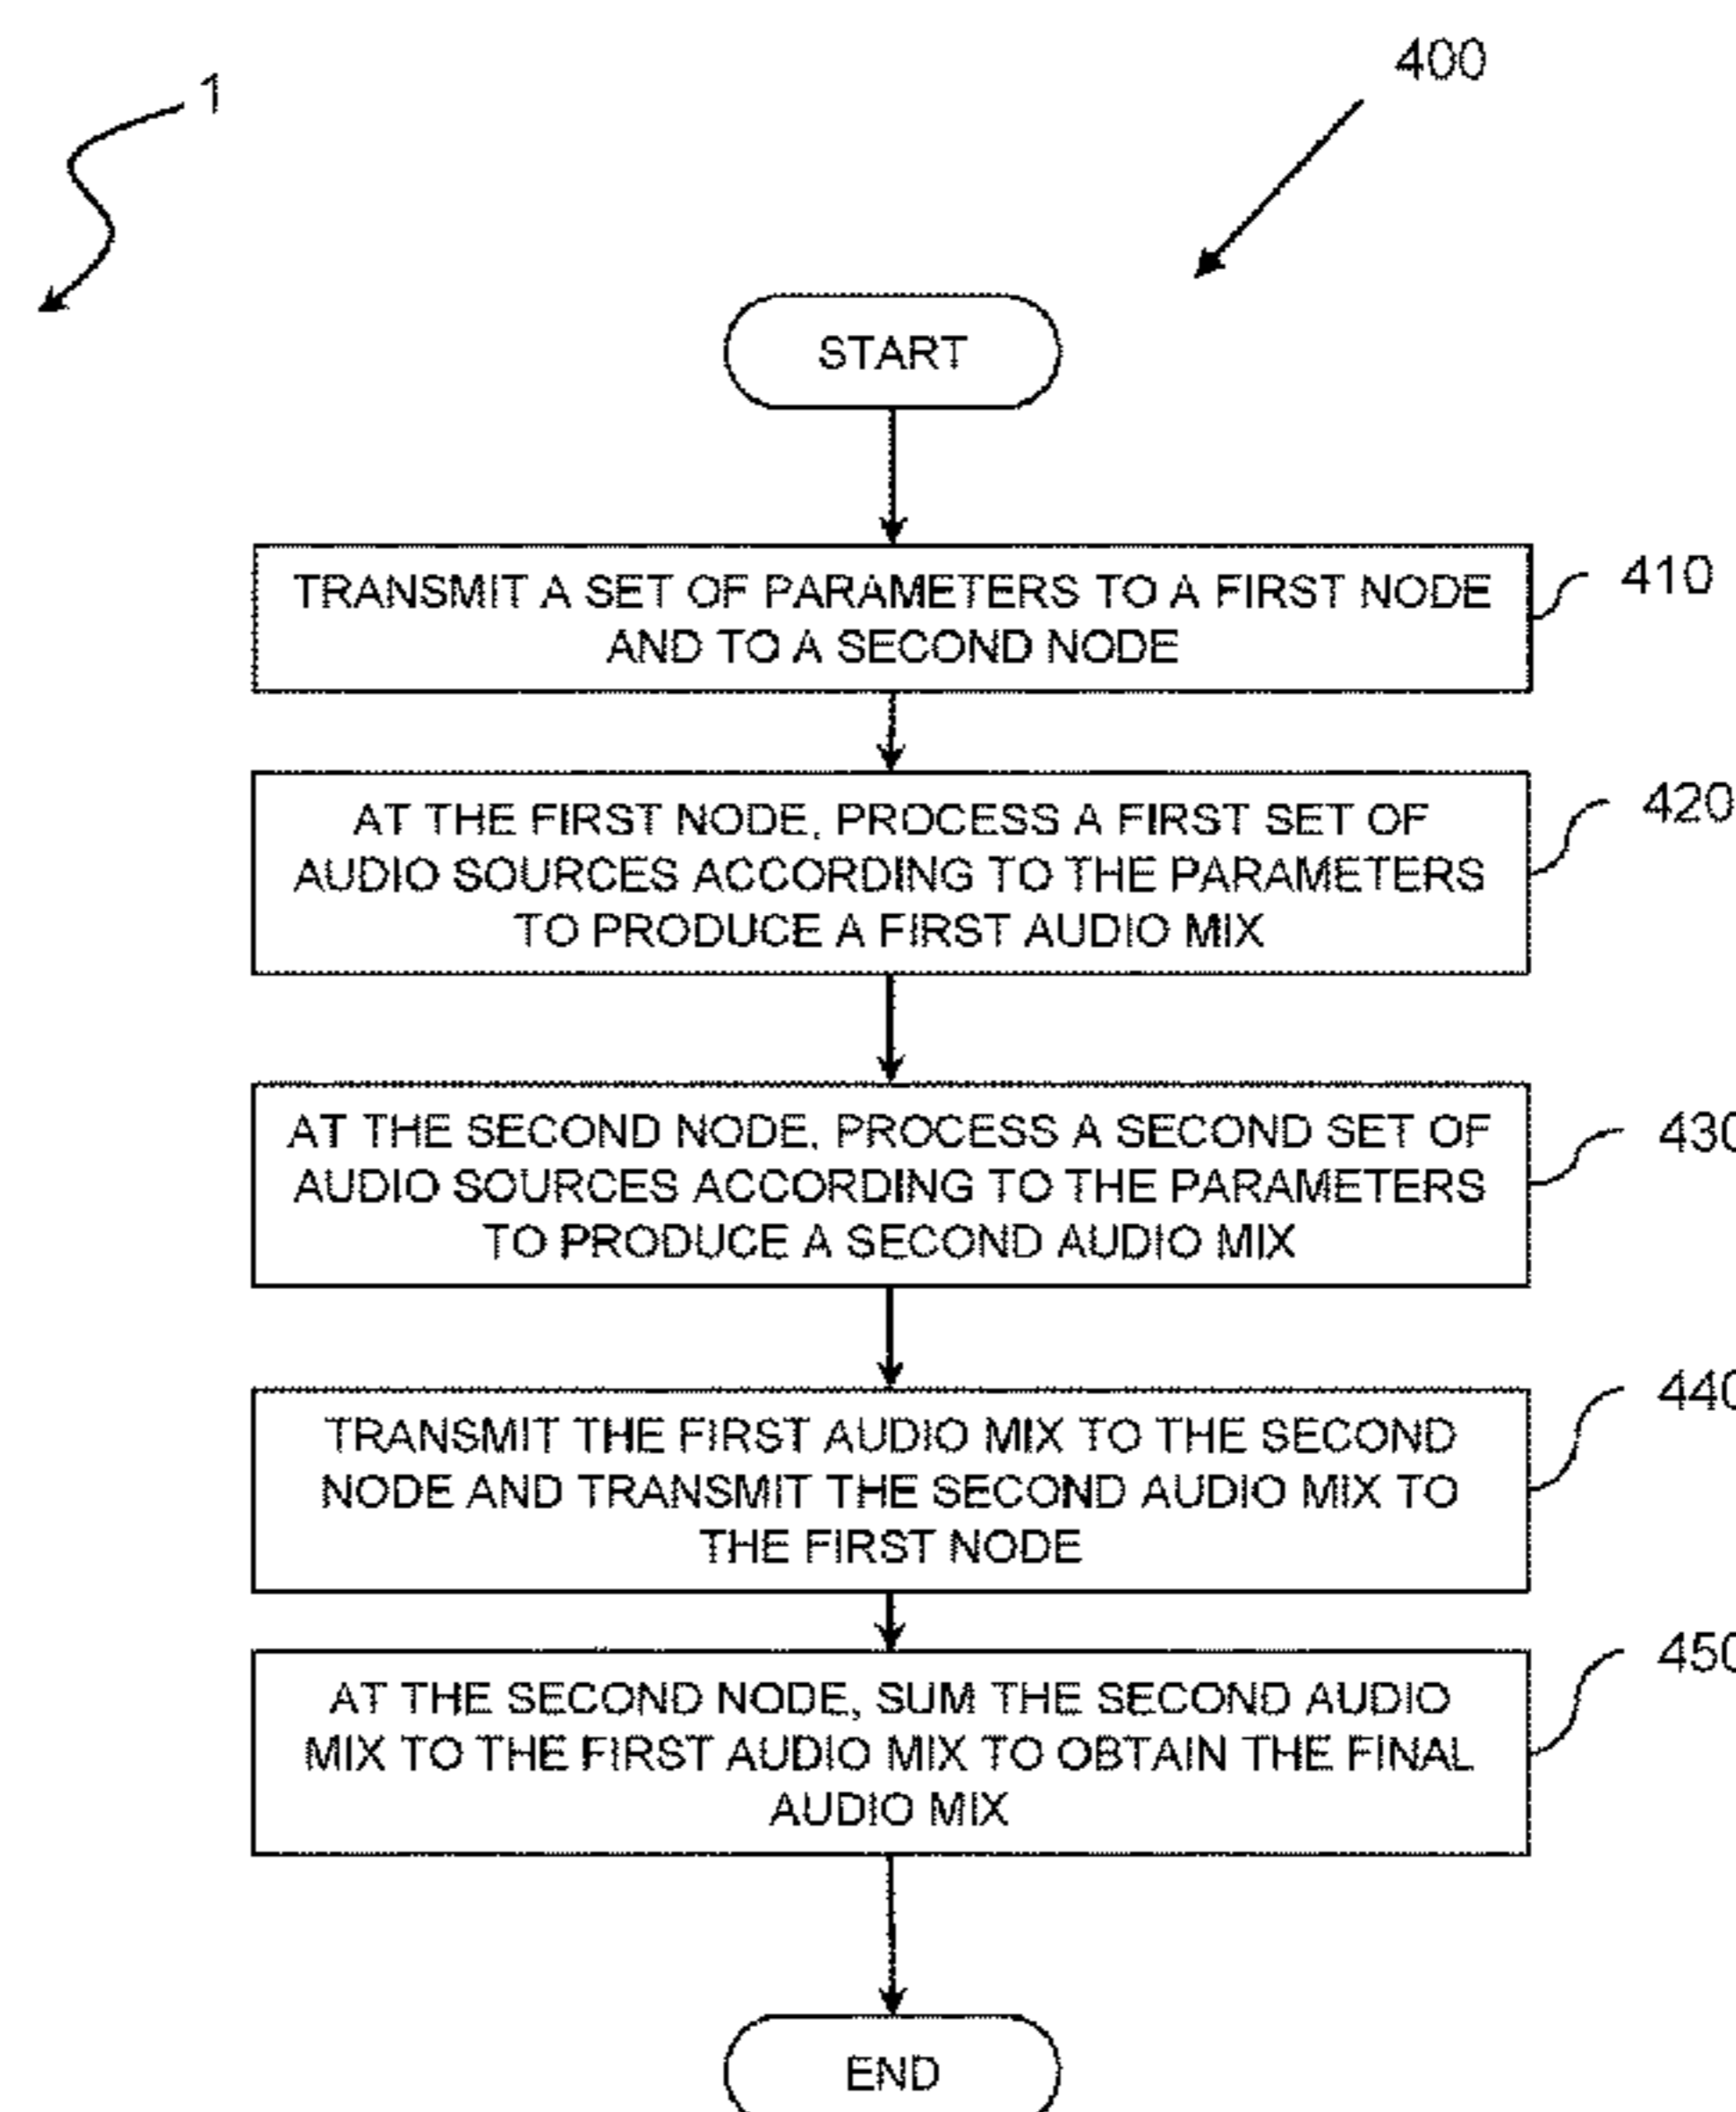 400
1
START
TRANSMIT A SET OF PARAMETERS TO A FIRST NODE
AND TO A SECOND NODE
410
AT THE FIRST NODE, PROCESS A FIRST SET OF
AUDIO SOURCES ACCORDING TO THE PARAMETERS
TO PRODUCE A FIRST AUDIO MIX
420
AT THE SECOND NODE, PROCESS A SECOND SET OF
AUDIO SOURCES ACCORDING TO THE PARAMETERS
TO PRODUCE A SECOND AUDIO MIX
430
TRANSMIT THE FIRST AUDIO MIX TO THE SECOND
NODE AND TRANSMIT THE SECOND AUDIO MIX TO
THE FIRST NODE
440
AT THE SECOND NODE, SUM THE SECOND AUDIO
MIX TO THE FIRST AUDIO MIX TO OBTAIN THE FINAL
AUDIO MIX
450
END